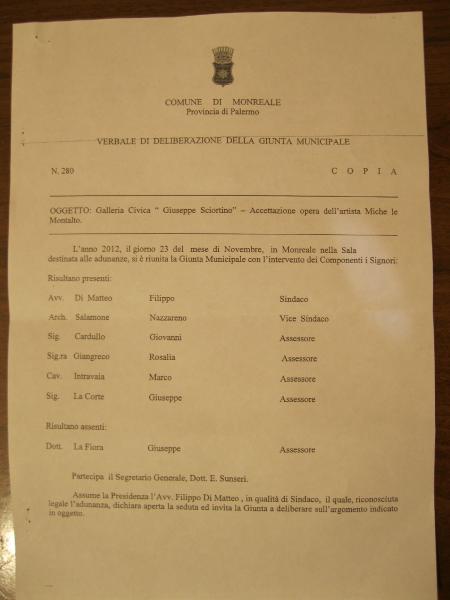 COMUNE DI MONREALE
Provincia di Palermo
VERBALE DI DELIBERAZIONE DELLA GIUNTA MUNICIPALE
N. 280 C O P I A
OGGETTO: Galleria Civica “ Giuseppe Sciortino” – Accettazione opera dell'artista Miche le
Montalto.
L'anno 2012, il giorno 23 del mese di Novembre, in Monreale nella Sala
destinata alle adunanze, si è riunita la Giunta Municipale con l'intervento dei Componenti i Signori:
Risultano presenti:
Avv. Di Matteo Filippo Sindaco
Arch. Salamone Nazzareno Vice Sindaco
Sig. Cardullo Giovanni Assessore
Sig.ra Giangreco Rosalia Assessore
Cav. Intravaia Marco Assessore
Sig. La Corte Giuseppe Assessore
Risultano assenti:
Dott. La Fiora Giuseppe Assessore
Partecipa il Segretario Generale, Dott. E. Sunseri.
Assume la Presidenza l'Avv. Filippo Di Matteo , in qualità di Sindaco, il quale, riconosciuta
legale l'adunanza, dichiara aperta la seduta ed invita la Giunta a deliberare sull'argomento indicato
in oggetto.